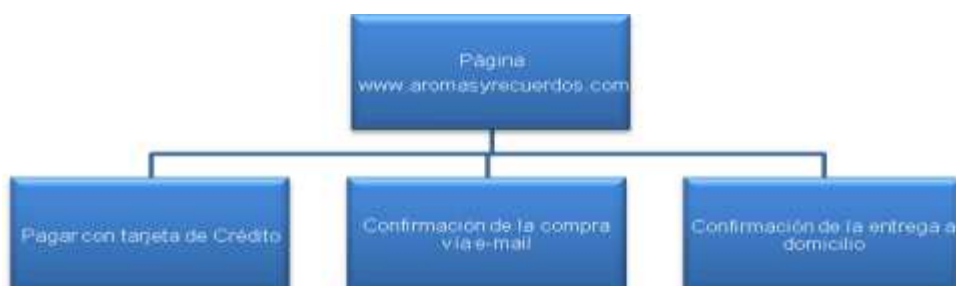 Página
www.aromasyrecuerdos.com
Pagar con tarjeta de Crédito
Confirmación de la compra
vía e-mail
Confirmación de la entrega a
domicilio